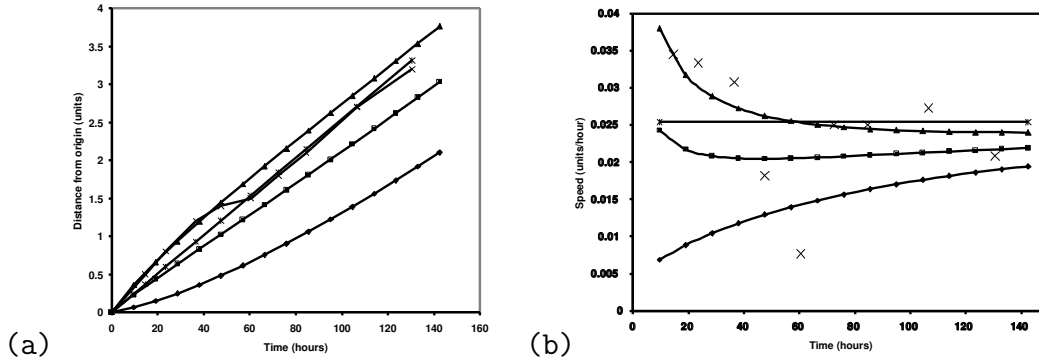 4
3.5
3
2.5
2
1.5
1
0.5
0
Distance from origin (units)
0 20 40 60 80 100 120 140 160
Time (hours)
(a)
0.04
0.035
0.03
0.025
0.02
0.015
0.01
0.005
0
Speed (units/hour)
0 20 40 60 80 100 120 140
Time (hours)
(b)